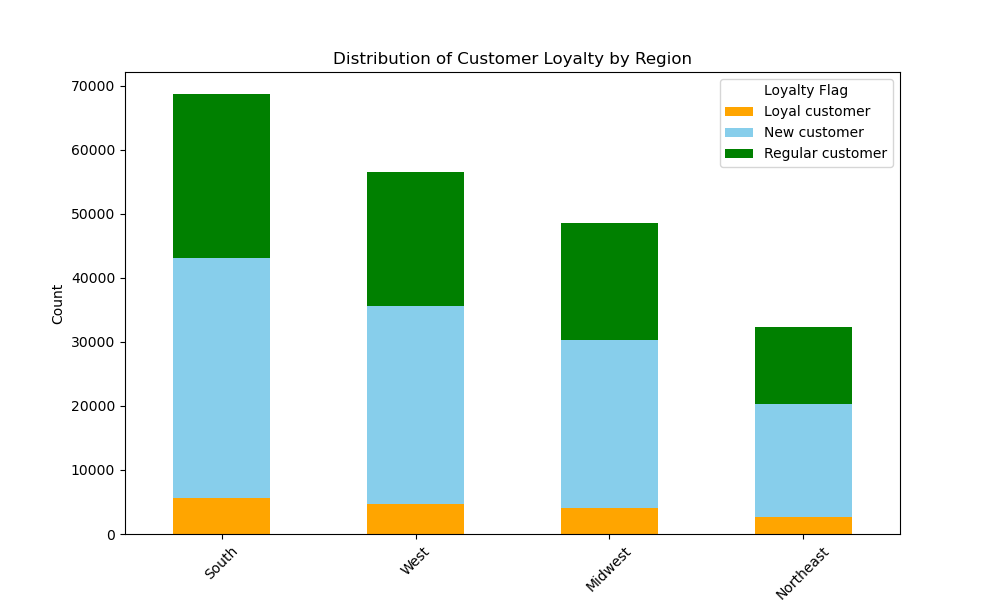 Distribution of Customer Loyalty by Region
70000
60000
50000
40000
30000
20000
10000
0
Count
Loyalty Flag
Loyal customer
New customer
Regular customer
South
West
Midwest
Northeast